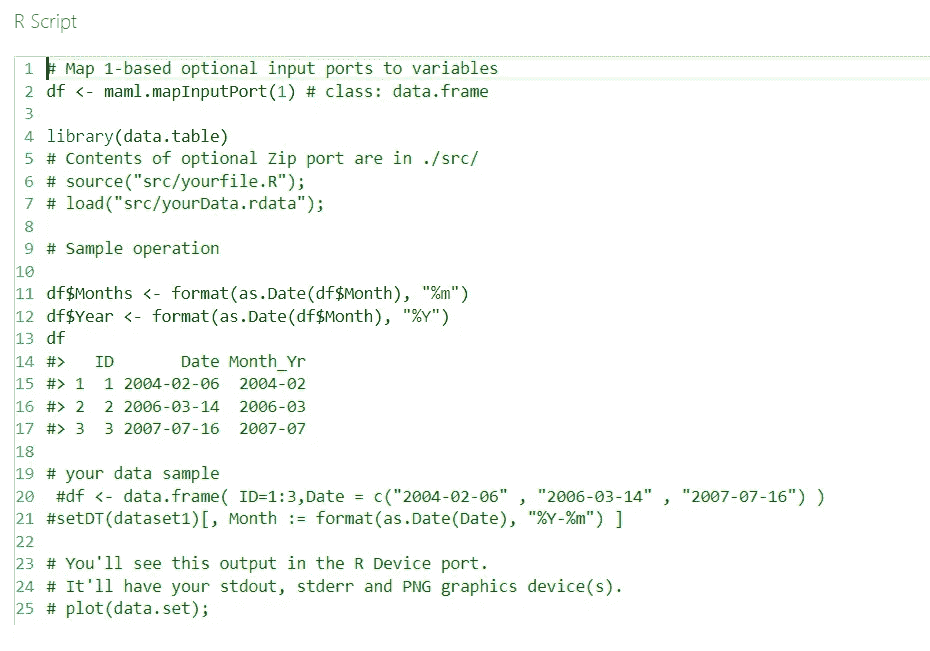 R Script
1 # Map 1-based optional input ports to variables
2 df <- maml.mapInputPort(1) # class: data.frame
3
4 library(data.table)
5 # Contents of optional Zip port are in ./src/
6 # source("src/yourfile.R");
7 # load("src/yourData.rdata");
8
9 # Sample operation
10
11 df$Months <- format(as.Date(df$Month), "%m")
12 df$Year <- format(as.Date(df$Month), "%Y")
13 df
14 #>   ID       Date Month_Yr
15 #> 1  1 2004-02-06  2004-02
16 #> 2  2 2006-03-14  2006-03
17 #> 3  3 2007-07-16  2007-07
18
19 # your data sample
20  #df <- data.frame( ID=1:3,Date = c("2004-02-06" , "2006-03-14" , "2007-07-16") )
21 #setDT(dataset1)[, Month := format(as.Date(Date), "%Y-%m") ]
22
23 # You'll see this output in the R Device port.
24 # It'll have your stdout, stderr and PNG graphics device(s).
25 # plot(data.set);